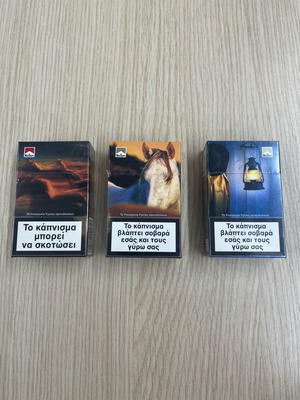 Το κάπνισμα
μπορεί
να σκοτώσει
Το κάπνισμα
βλάπτει σοβαρά
εσάς και τους
γύρω σας
Το κάπνισμα
βλάπτει σοβαρά
εσάς και τους
γύρω σας